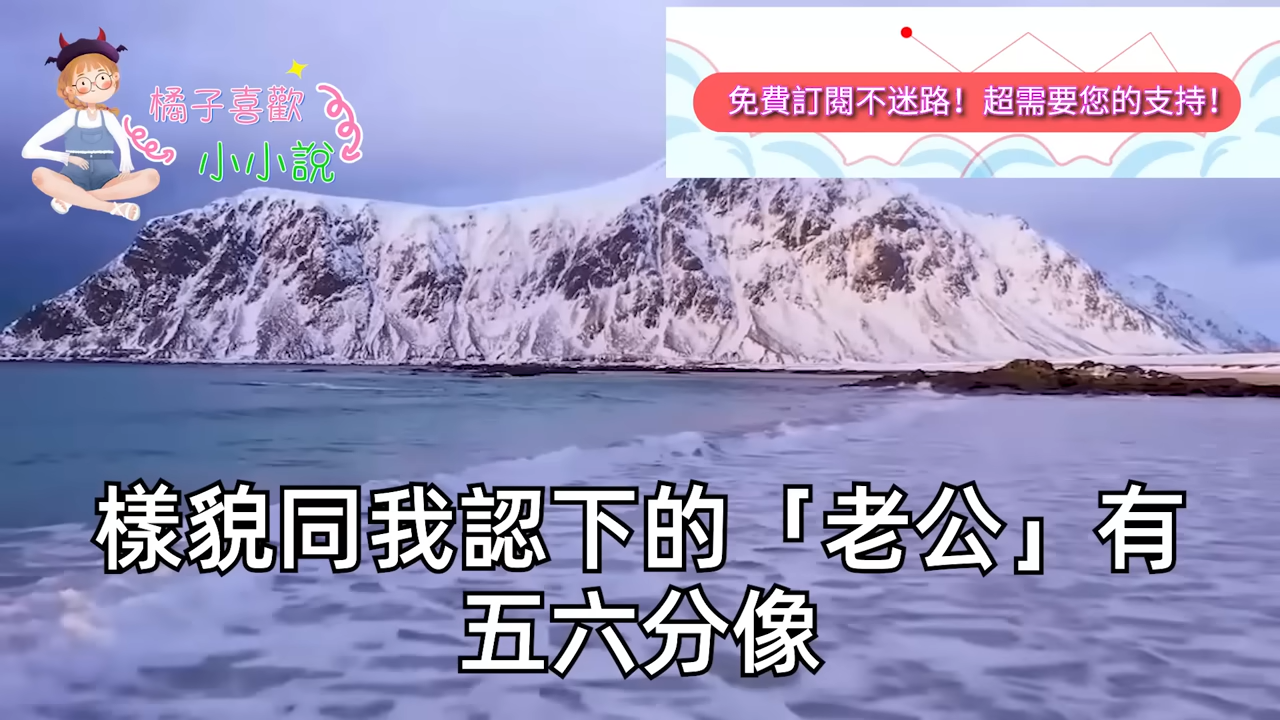 橘子喜歡
小小說
免費訂閱不迷路！超需要您的支持！
樣貌同我認下的「老公」有
五六分像